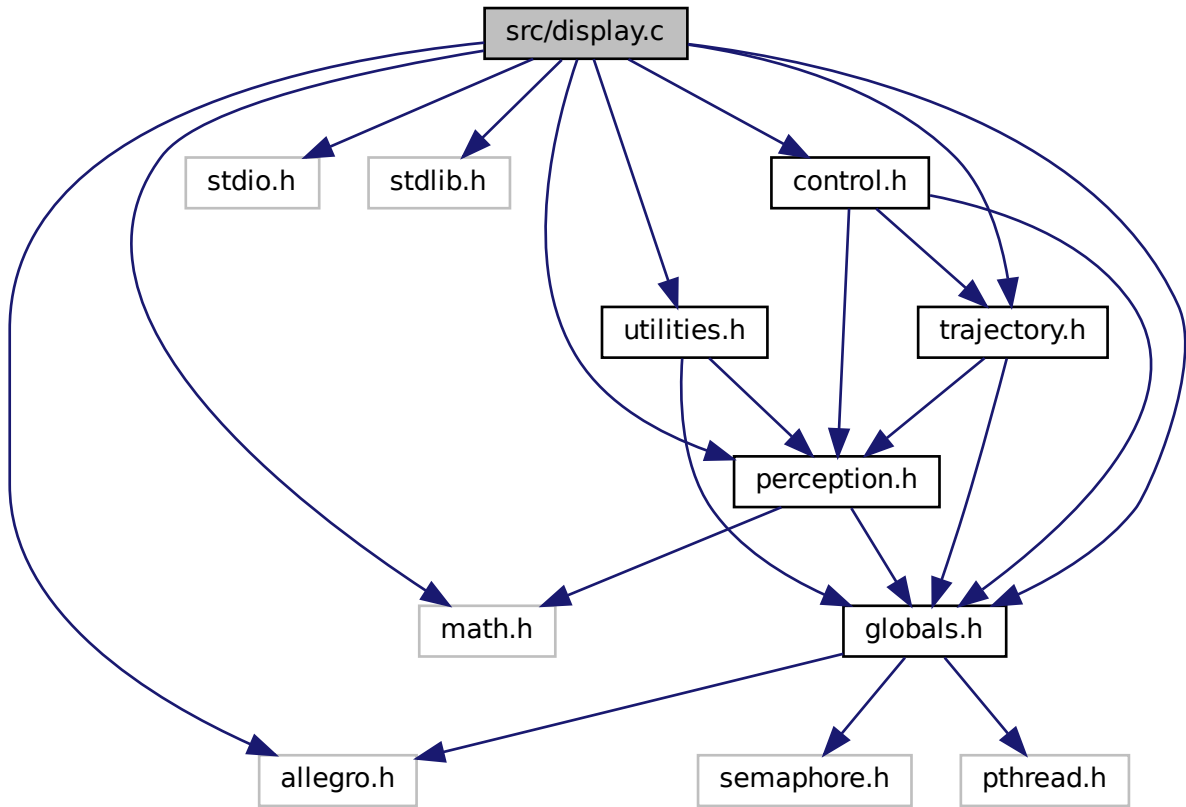 src/display.c
stdio.h
stdlib.h
control.h
utilities.h
trajectory.h
perception.h
math.h
globals.h
allegro.h
semaphore.h
pthread.h